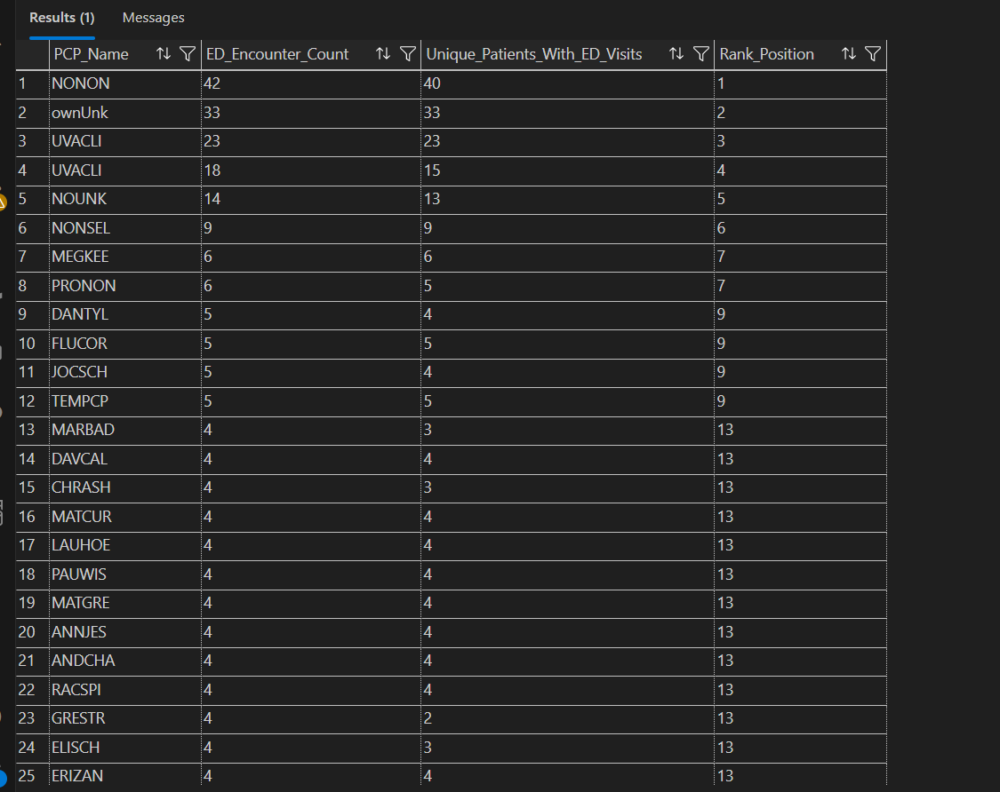 Results (1) Messages
PCP_Name ED_Encounter_Count Unique_Patients_With_ED_Visits Rank_Position
1 NONON 42 40 1
2 ownUnk 33 33 2
3 UVACLI 23 23 3
4 UVACLI 18 15 4
5 NOUNK 14 13 5
6 NONSEL 9 9 6
7 MEGKEE 6 6 7
8 PRONON 6 5 7
9 DANTYL 5 4 9
10 FLUCOR 5 5 9
11 JOCSCH 5 4 9
12 TEMPCP 5 5 9
13 MARBAD 4 3 13
14 DAVCAL 4 4 13
15 CHRASH 4 3 13
16 MATCUR 4 4 13
17 LAUHOE 4 4 13
18 PAUWIS 4 4 13
19 MATGRE 4 4 13
20 ANNJES 4 4 13
21 ANDCHA 4 4 13
22 RACSPI 4 4 13
23 GRESTR 4 2 13
24 ELISCH 4 3 13
25 ERIZAN 4 4 13